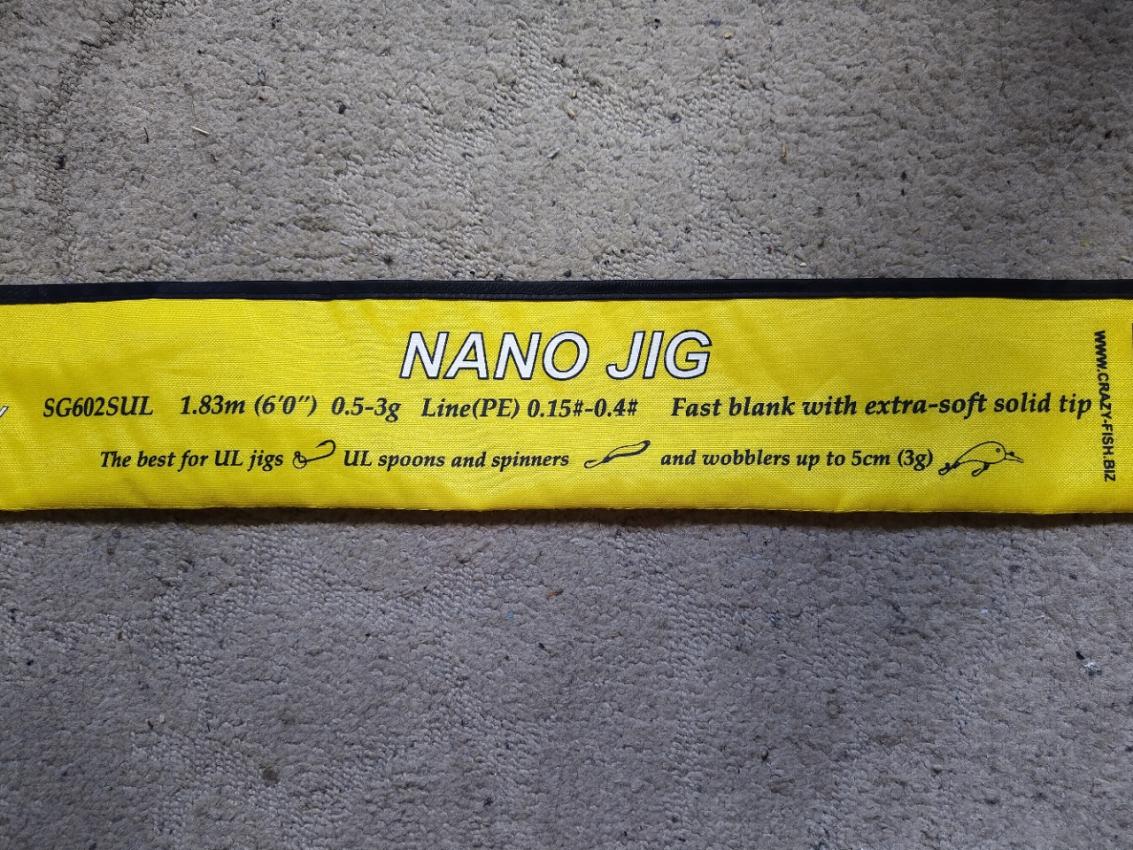 NANO JIG
SG602SUL 1.83m (6'0") 0.5-3g Line(PE) 0.15#-0.4# Fast blank with extra-soft solid tip
The best for UL jigs UL spoons and spinners and wobblers up to 5cm (3g)
WWW.CRAZY-FISH.BIZ